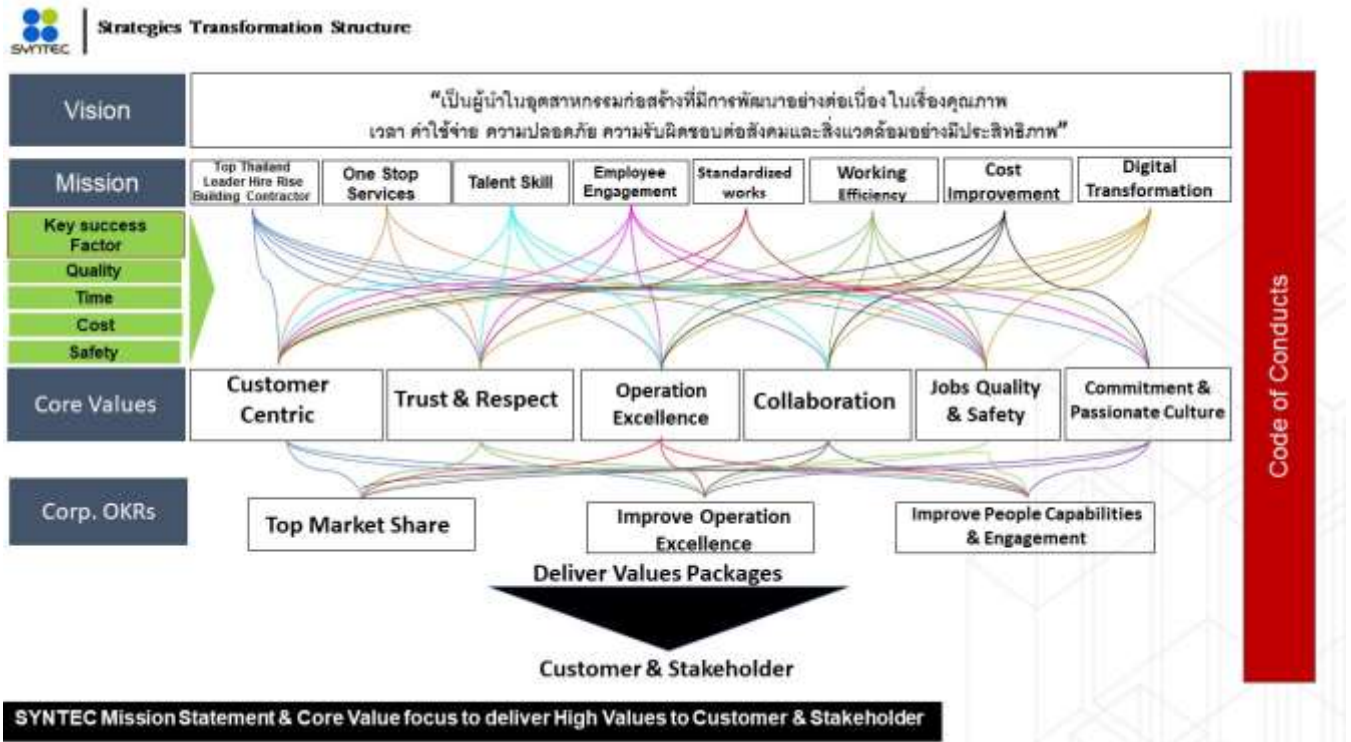 SYNTEC
Strategies Transformation Structure
Vision
“เป็นผู้นำในอุตสาหกรรมก่อสร้างที่มีการพัฒนาอย่างต่อเนื่อง ในเรื่องคุณภาพ
เวลา ค่าใช้จ่าย ความปลอดภัย ความรับผิดชอบต่อสังคมและสิ่งแวดล้อมอย่างมีประสิทธิภาพ”
Mission
Top Thailand
Leader Hire Rise
Building Contractor
One Stop
Services
Talent Skill
Employee
Engagement
Standardized
works
Working
Efficiency
Cost
Improvement
Digital
Transformation
Key success
Factor
Quality
Time
Cost
Safety
Core Values
Customer
Centric
Trust & Respect
Operation
Excellence
Collaboration
Jobs Quality
& Safety
Commitment &
Passionate Culture
Corp. OKRs
Top Market Share
Improve Operation
Excellence
Improve People Capabilities
& Engagement
Deliver Values Packages
Customer & Stakeholder
Code of Conducts
SYNTEC Mission Statement & Core Value focus to deliver High Values to Customer & Stakeholder